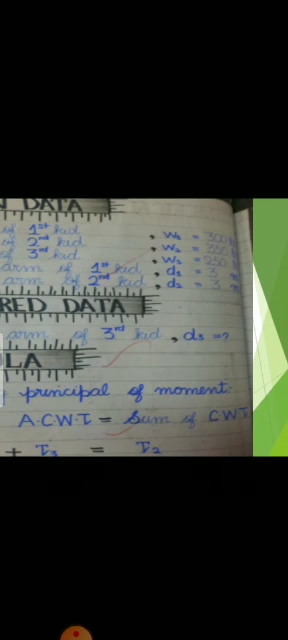 N DATA
of 1st kid , W1 = 300
of 2nd kid , W2 = 350
of 3rd kid , W3 = 250
arm of 1st kid , d1 = 3
arm of 2nd kid , d2 = 3 m
RED DATA
arm of 3rd kid , d3 = ?
LA
principal of moment:
A.C.W.T = Sum of C.W.T
+ T3 = T2